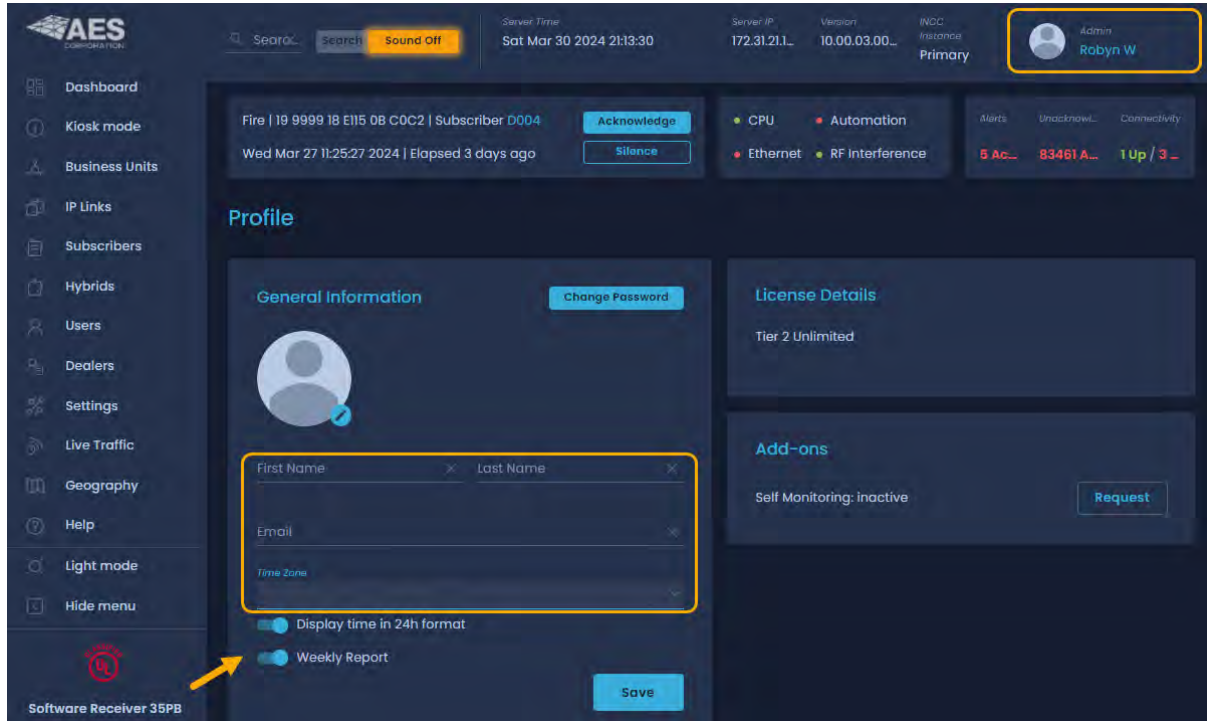 AES
CORPORATION
Searc... Search Sound Off
Server Time
Sat Mar 30 2024 21:13:30
Server IP
172.31.21.1...
Version
10.00.03.00...
INCC
Instance
Primary
Admin
Robyn W
Dashboard
Kiosk mode
Business Units
IP Links
Subscribers
Hybrids
Users
Dealers
Settings
Live Traffic
Geography
Help
Light mode
Hide menu
UL
Software Receiver 35PB
Fire | 19 9999 18 E115 0B C0C2 | Subscriber D004
Acknowledge
Wed Mar 27 11:25:27 2024 | Elapsed 3 days ago
Silence
CPU
Automation
Ethernet
RF Interference
Alerts
Unacknowl...
Connectivity
5 Ac...
83461 A...
1 Up / 3 ...
Profile
General Information
Change Password
First Name
Last Name
Email
Time Zone
Display time in 24h format
Weekly Report
Save
License Details
Tier 2 Unlimited
Add-ons
Self Monitoring: inactive
Request